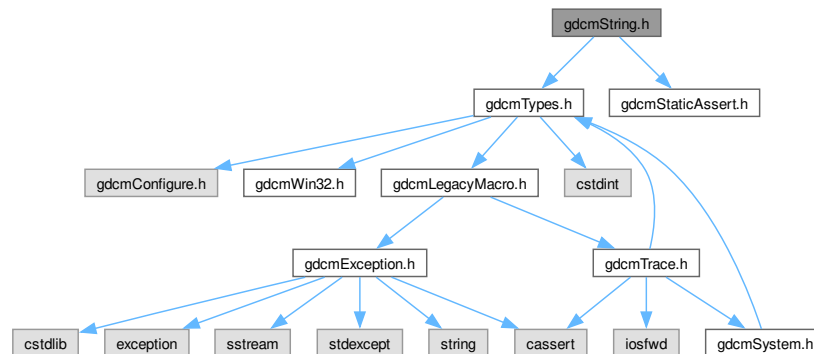 gdcmString.h
gdcmTypes.h
gdcmStaticAssert.h
gdcmConfigure.h
gdcmWin32.h
gdcmLegacyMacro.h
cstdint
gdcmException.h
gdcmTrace.h
cstdlib
exception
sstream
stdexcept
string
cassert
iosfwd
gdcmSystem.h